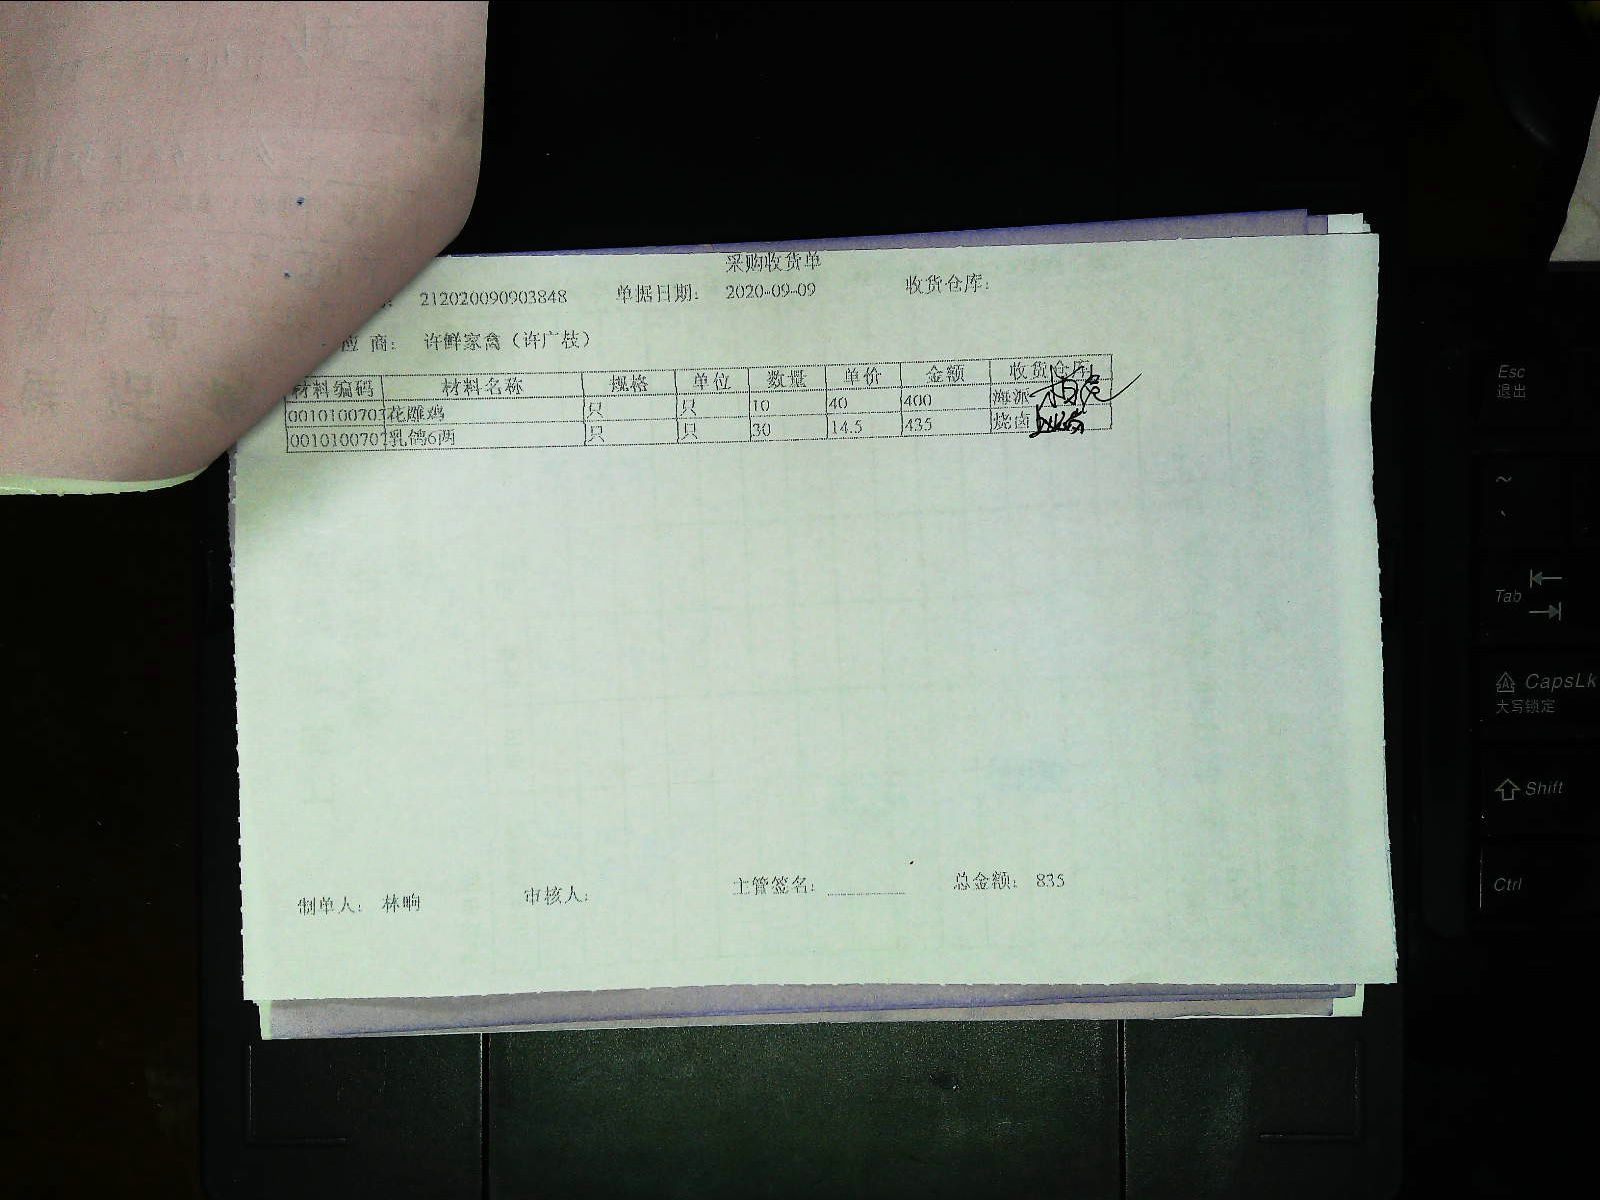 采购收货单
: 212020090903848 单据日期: 2020-09-09 收货仓库:
应 商: 许鲜家禽（许广枝）
材料编码 材料名称 规格 单位 数量 单价 金额 收货仓库
0010100707 花雕鸡 只 只 10 40 400 海派
0010100707 乳鸽6两 只 只 30 14.5 435 烧卤
制单人: 林晌 审核人: 主管签名: 总金额: 835
Esc
退出
~
Tab
CapsLk
大写锁定
Shift
Ctrl